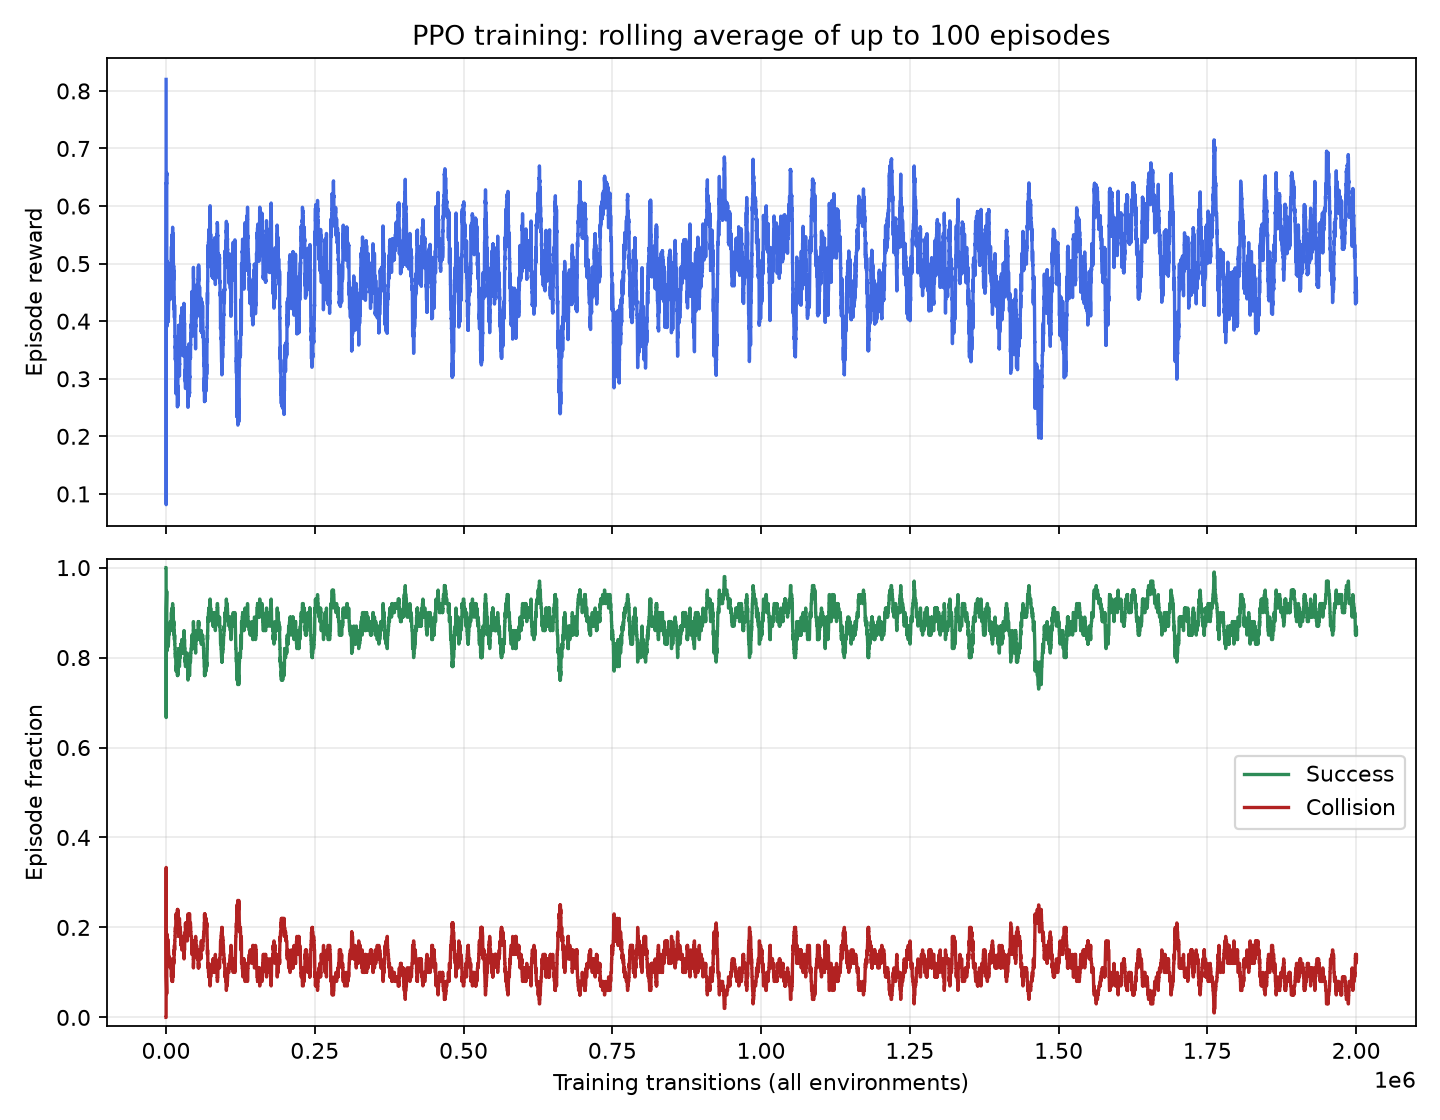 PPO training: rolling average of up to 100 episodes
Episode reward
0.8
0.7
0.6
0.5
0.4
0.3
0.2
0.1
Episode fraction
1.0
0.8
0.6
0.4
0.2
0.0
Success
Collision
0.00 0.25 0.50 0.75 1.00 1.25 1.50 1.75 2.00
1e6
Training transitions (all environments)